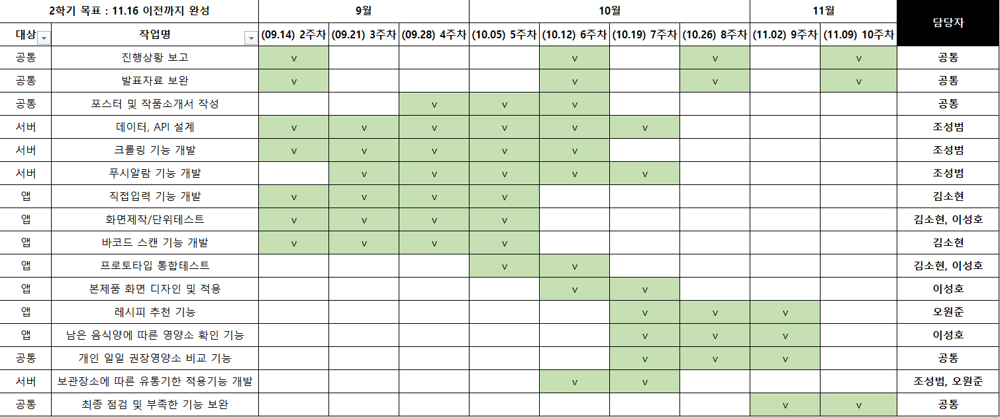 2학기 목표 : 11.16 이전까지 완성 9월 10월 11월 담당자
대상 작업명 (09.14) 2주차 (09.21) 3주차 (09.28) 4주차 (10.05) 5주차 (10.12) 6주차 (10.19) 7주차 (10.26) 8주차 (11.02) 9주차 (11.09) 10주차
공통 진행상황 보고 v v v v 공통
공통 발표자료 보완 v v v v 공통
공통 포스터 및 작품소개서 작성 v v v 공통
서버 데이터, API 설계 v v v v v v 조성범
서버 크롤링 기능 개발 v v v v v 조성범
서버 푸시알람 기능 개발 v v v v v 조성범
앱 직접입력 기능 개발 v v v v 김소현
앱 화면제작/단위테스트 v v v v 김소현, 이성호
앱 바코드 스캔 기능 개발 v v v v 김소현
앱 프로토타입 통합테스트 v v 김소현, 이성호
앱 본제품 화면 디자인 및 적용 v v 이성호
앱 레시피 추천 기능 v v v 오원준
앱 남은 음식양에 따른 영양소 확인 기능 v v v 이성호
공통 개인 일일 권장영양소 비교 기능 v v v 공통
서버 보관장소에 따른 유통기한 적용기능 개발 v v 조성범, 오원준
공통 최종 점검 및 부족한 기능 보완 v v 공통